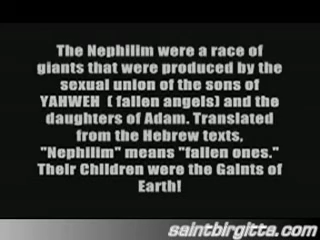 The Nephilim were a race of
giants that were produced by the
sexual union of the sons of
YAHWEH ( fallen angels) and the
daughters of Adam. Translated
from the Hebrew texts,
"Nephilim" means "fallen ones."
Their Children were the Gaints of
Earth!
saintbirgitta.com